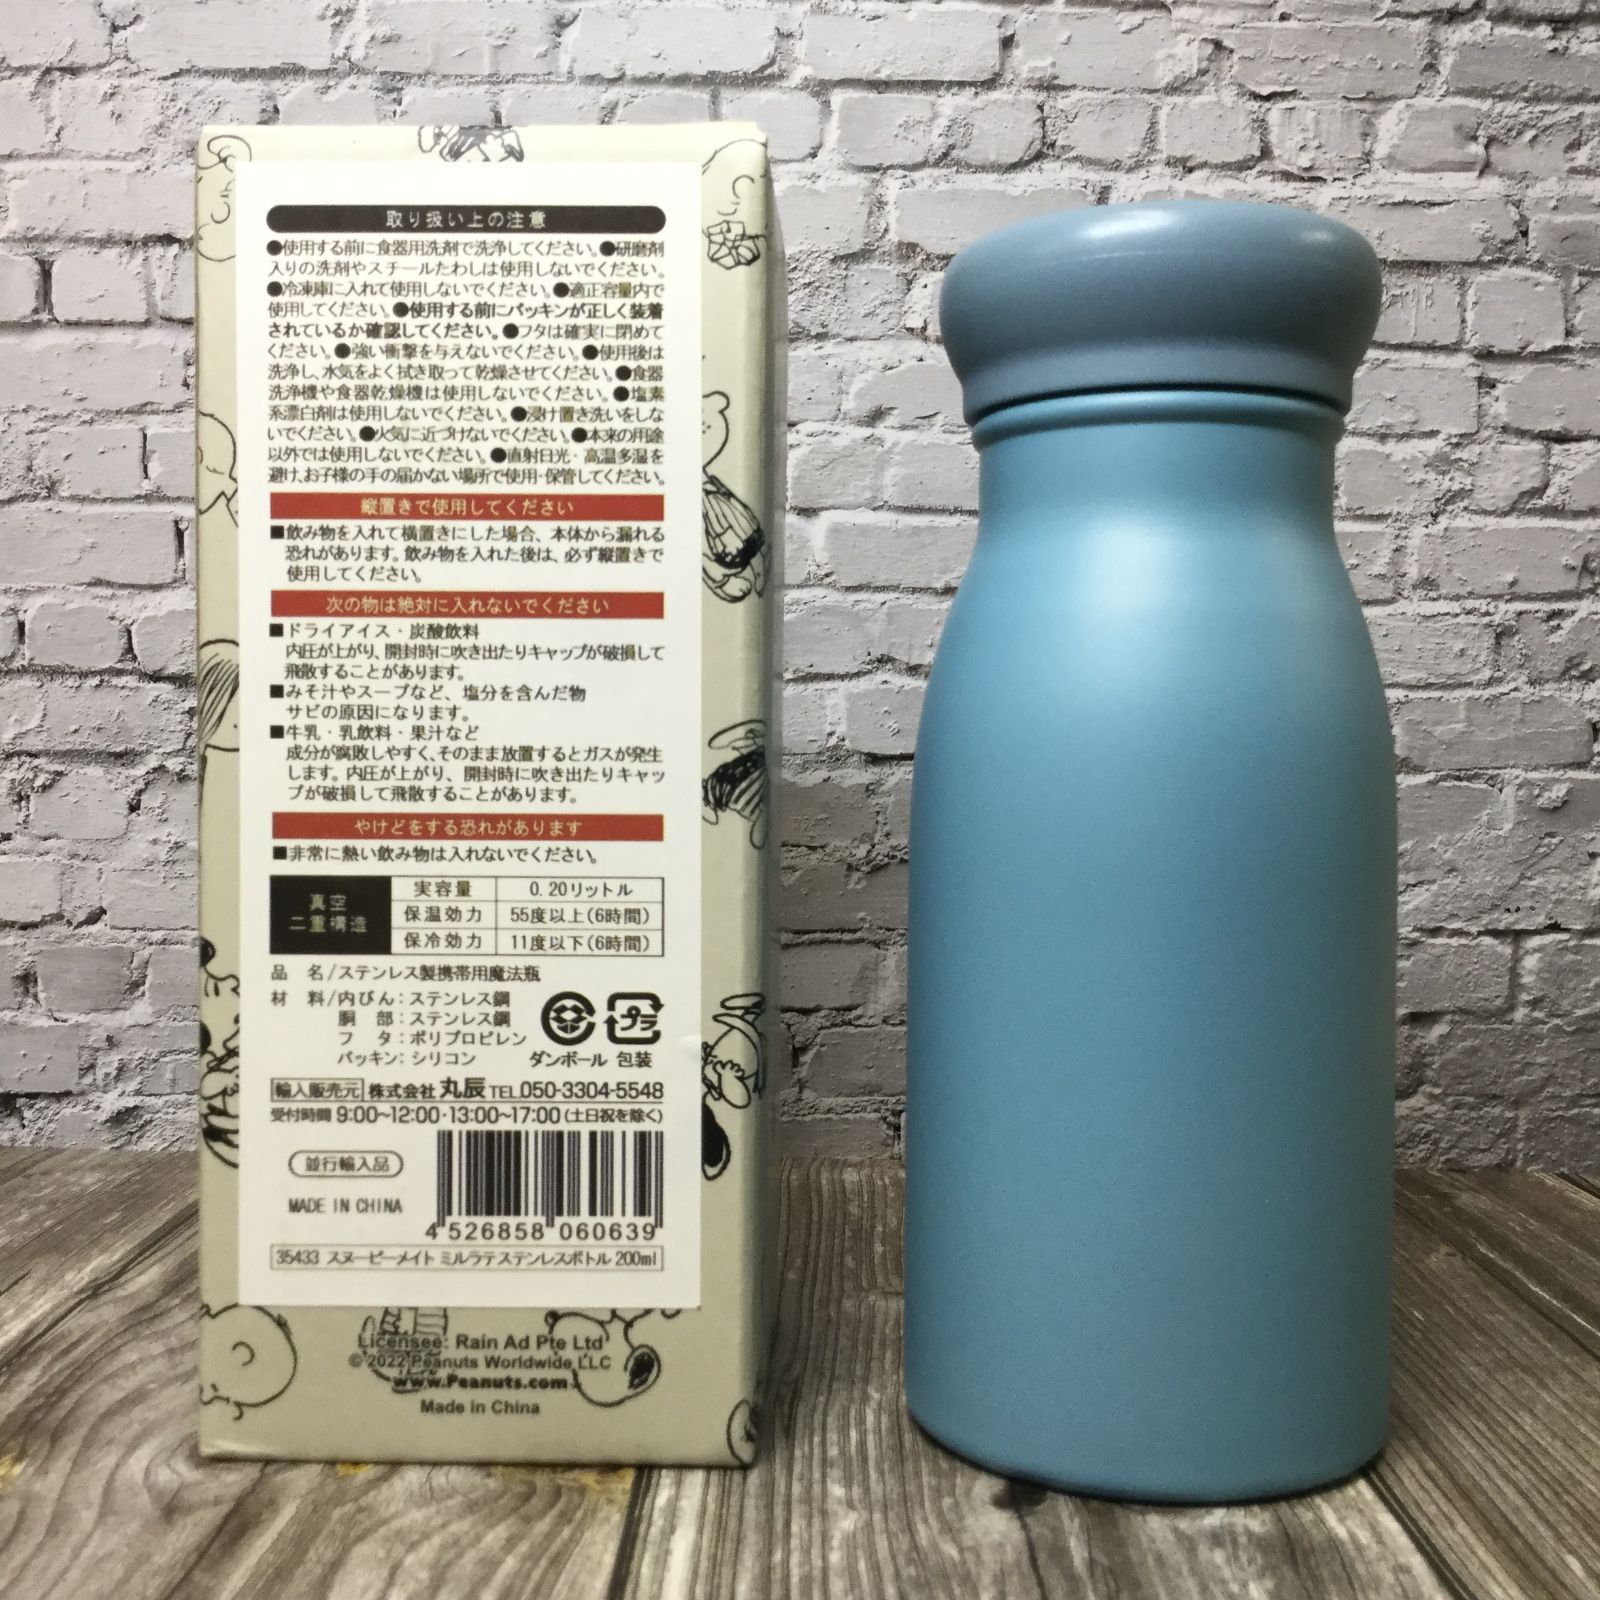 取り扱い上の注意
●使用する前に食器用洗剤で洗浄してください。●研磨剤
入りの洗剤やスチールたわしは使用しないでください。
●冷凍庫に入れて使用しないでください。●適正容量内で
使用してください。●使用する前にパッキンが正しく装着
されているか確認してください。●フタは確実に閉めて
ください。●強い衝撃を与えないでください。●使用後は
洗浄し、水気をよく拭き取って乾燥させてください。●食器
洗浄機や食器乾燥機は使用しないでください。●塩素
系漂白剤は使用しないでください。●浸け置き洗いをしな
いでください。●火気に近づけないでください。●本来の用途
以外では使用しないでください。●直射日光・高温多湿を
避け、お子様の手の届かない場所で使用・保管してください。
縦置きで使用してください
■飲み物を入れて横置きにした場合、本体から漏れる
恐れがあります。飲み物を入れた後は、必ず縦置きで
使用してください。
次の物は絶対に入れないでください
■ドライアイス・炭酸飲料
内圧が上がり、開封時に吹き出たりキャップが破損して
飛散することがあります。
■みそ汁やスープなど、塩分を含んだ物
サビの原因になります。
■牛乳・乳飲料・果汁など
成分が腐敗しやすく、そのまま放置するとガスが発生
します。内圧が上がり、開封時に吹き出たりキャッ
プが破損して飛散することがあります。
やけどをする恐れがあります
■非常に熱い飲み物は入れないでください。
真空
二重構造
実容量 0.20リットル
保温効力 55度以上(6時間)
保冷効力 11度以下(6時間)
品 名/ステンレス製携帯用魔法瓶
材 料/内びん:ステンレス鋼
胴 部:ステンレス鋼
フ タ:ポリプロピレン
パッキン:シリコン
プラ
ダンボール 包装
輸入販売元 株式会社 丸辰 TEL050-3304-5548
受付時間 9:00~12:00・13:00~17:00(土日祝を除く)
並行輸入品
MADE IN CHINA
4 526858 060639
35433 スヌーピーメイト ミルラテステンレスボトル 200ml
Licensee: Rain Ad Pte Ltd
© 2022 Peanuts Worldwide LLC
www.Peanuts.com
Made in China